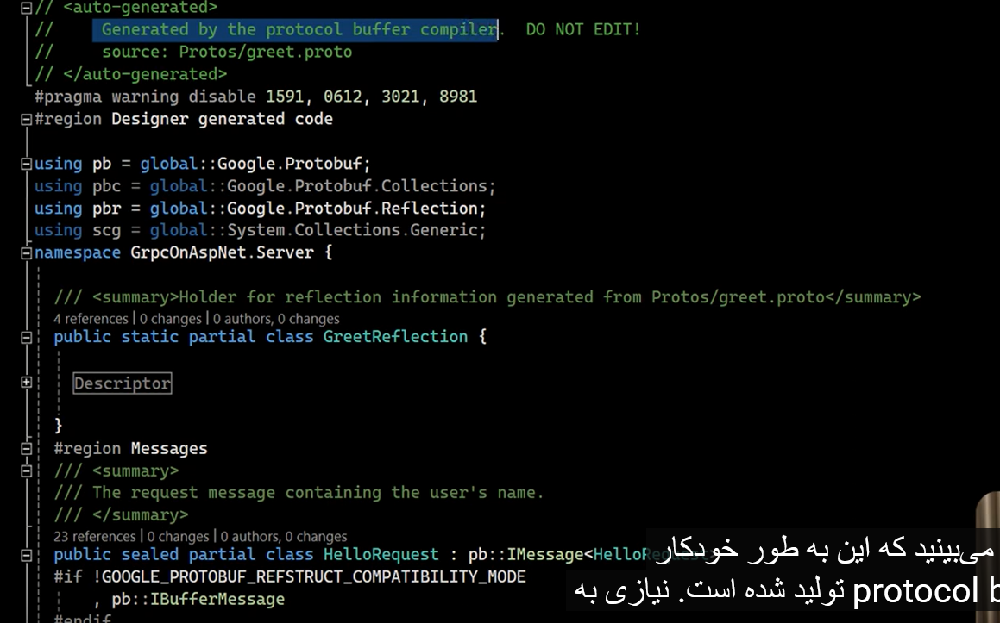 // <auto-generated>
//     Generated by the protocol buffer compiler.  DO NOT EDIT!
//     source: Protos/greet.proto
// </auto-generated>
#pragma warning disable 1591, 0612, 3021, 8981
#region Designer generated code
using pb = global::Google.Protobuf;
using pbc = global::Google.Protobuf.Collections;
using pbr = global::Google.Protobuf.Reflection;
using scg = global::System.Collections.Generic;
namespace GrpcOnAspNet.Server {
/// <summary>Holder for reflection information generated from Protos/greet.proto</summary>
4 references | 0 changes | 0 authors, 0 changes
public static partial class GreetReflection {
Descriptor
}
#region Messages
/// <summary>
/// The request message containing the user's name.
/// </summary>
23 references | 0 changes | 0 authors, 0 changes
public sealed partial class HelloRequest : pb::IMessage<HelloRequest>
#if !GOOGLE_PROTOBUF_REFSTRUCT_COMPATIBILITY_MODE
, pb::IBufferMessage
#endif
می‌بینید که این به طور خودکار
protocol b تولید شده است. نیازی به